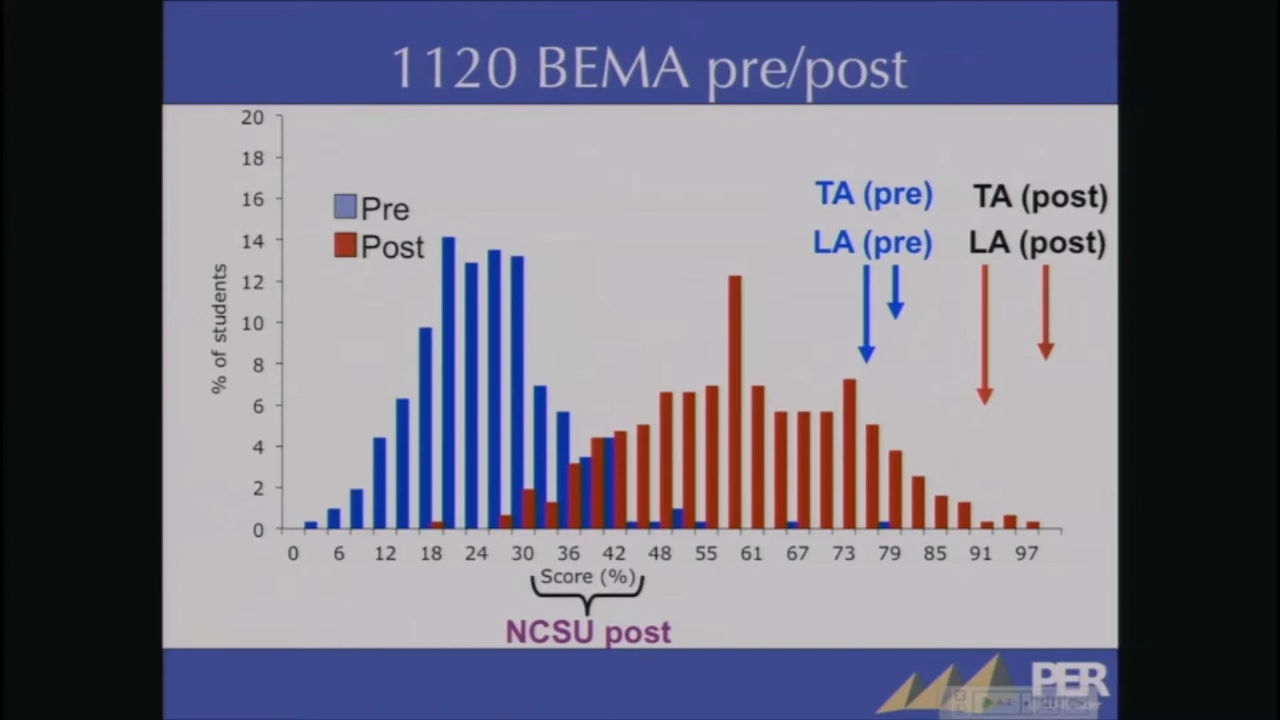 1120 BEMA pre/post
20
18
16
14
12
10
8
6
4
2
0
% of students
Pre
Post
TA (pre)
LA (pre)
TA (post)
LA (post)
0 6 12 18 24 30 36 42 48 55 61 67 73 79 85 91 97
Score (%)
NCSU post
PER